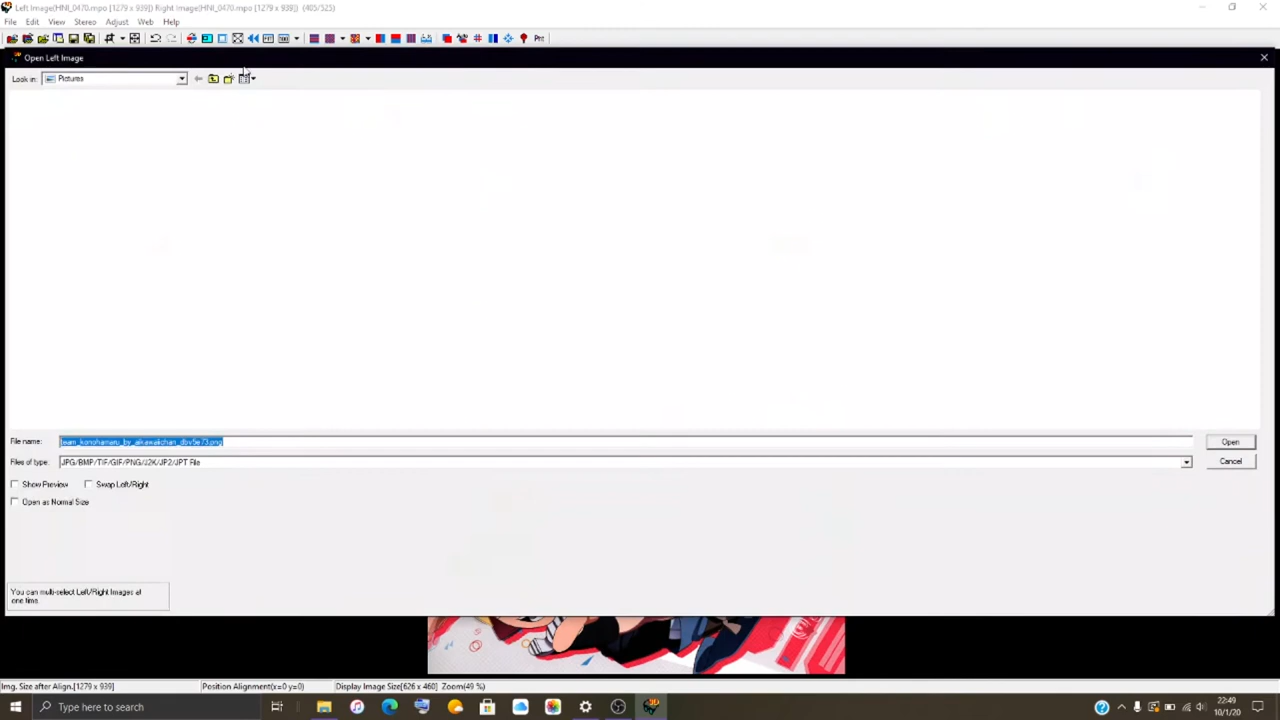 Left Image(HNI_0470.mpo [1279 x 939]) Right Image(HNI_0470.mpo [1279 x 939]) (405/525)
File Edit View Stereo Adjust Web Help
Pre
Open Left Image
Look in: Pictures
File name: team_konohamaru_by_aikawaiichan_dbv5e73.png
Open
Files of type: JPG/BMP/TIF/GIF/PNG/J2K/JP2/JPT File
Cancel
Show Preview Swap Left/Right
Open as Normal Size
You can multi-select Left/Right Images at
one time.
Img. Size after Align.[1279 x 939] Position Alignment(x=0 y=0) Display Image Size[626 x 460] Zoom(49 %)
Type here to search
22:49
10/1/20